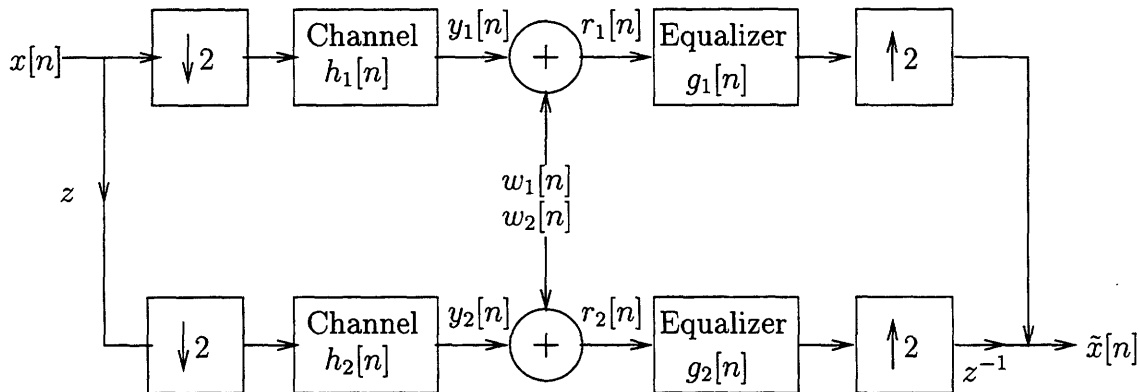 x[n]
↓2
Channel
h₁[n]
y₁[n]
+
r₁[n]
Equalizer
g₁[n]
↑2
z
w₁[n]
w₂[n]
↓2
Channel
h₂[n]
y₂[n]
+
r₂[n]
Equalizer
g₂[n]
↑2
z⁻¹
x̃[n]